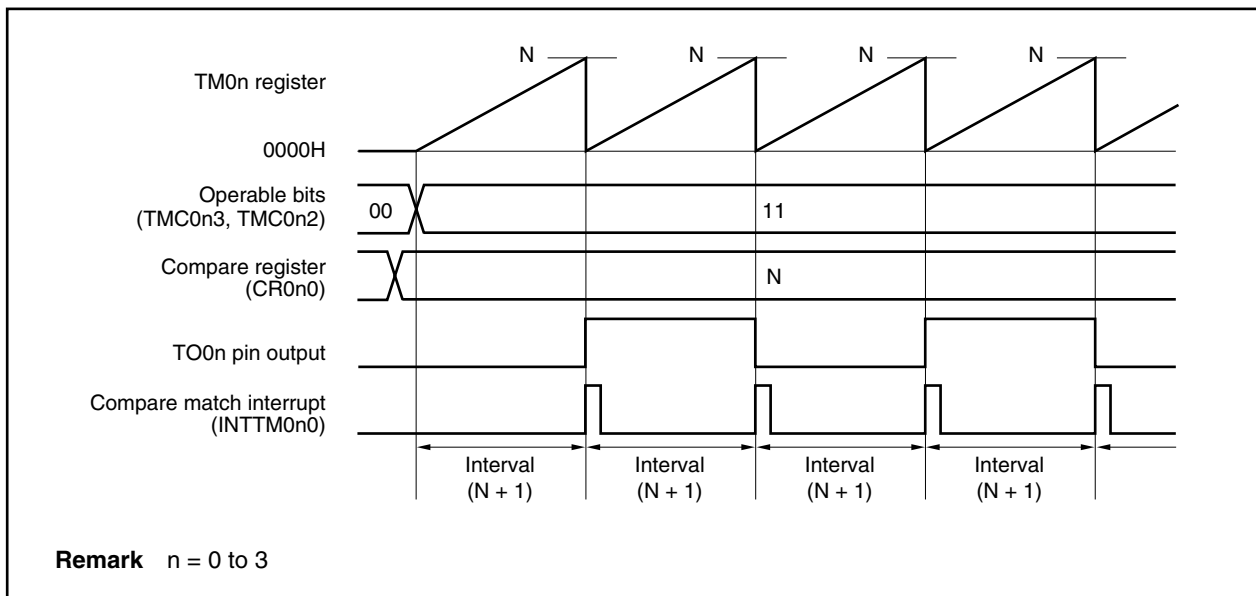 N N N N
TM0n register
0000H
Operable bits
(TMC0n3, TMC0n2)
00 11
Compare register
(CR0n0)
N
TO0n pin output
Compare match interrupt
(INTTM0n0)
Interval Interval Interval Interval
(N + 1) (N + 1) (N + 1) (N + 1)
Remark n = 0 to 3